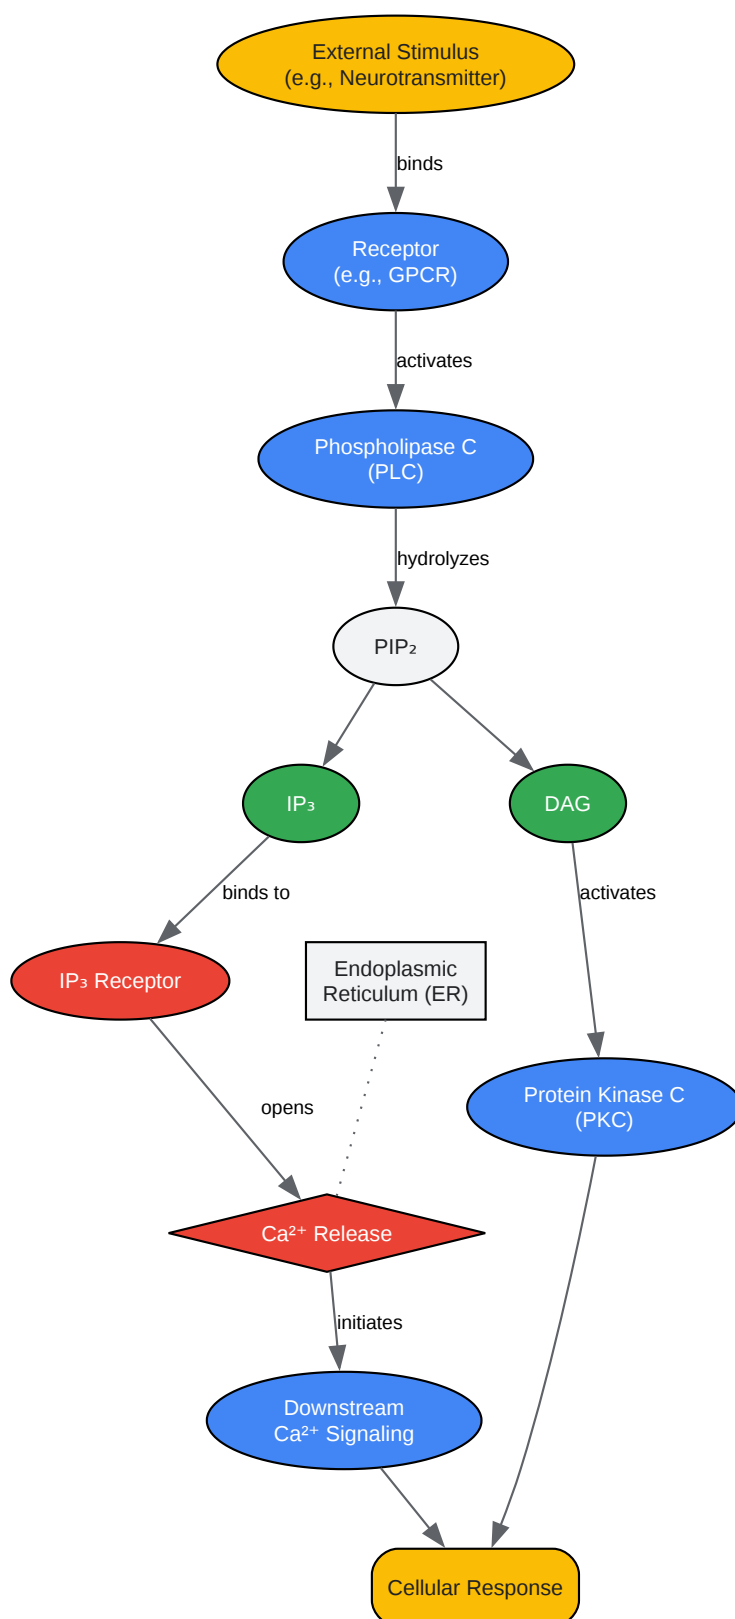 External Stimulus
(e.g., Neurotransmitter)
binds
Receptor
(e.g., GPCR)
activates
Phospholipase C
(PLC)
hydrolyzes
PIP₂
IP₃
DAG
binds to
activates
IP₃ Receptor
Endoplasmic
Reticulum (ER)
opens
Protein Kinase C
(PKC)
Ca²⁺ Release
initiates
Downstream
Ca²⁺ Signaling
Cellular Response